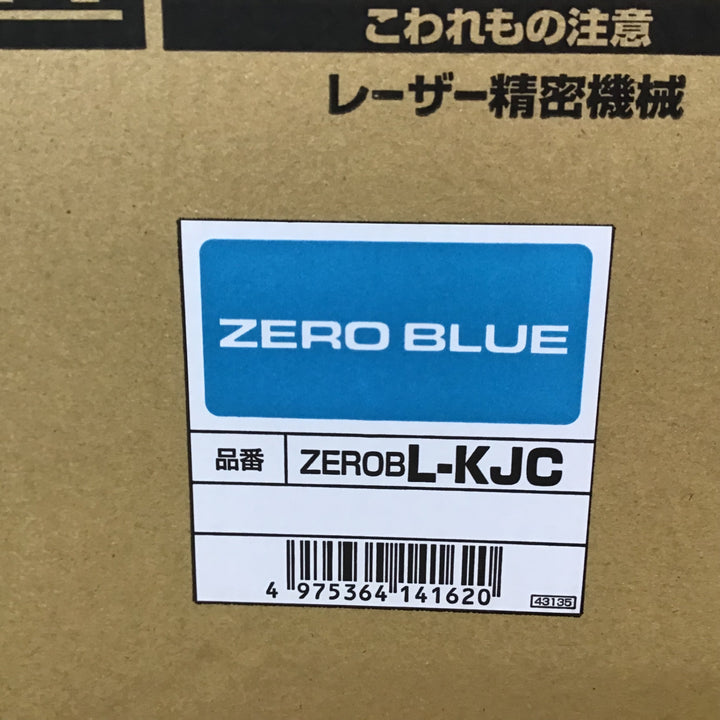 こわれもの注意
レーザー精密機械
ZERO BLUE
品番 ZEROBL-KJC
4 975364 141620
43135